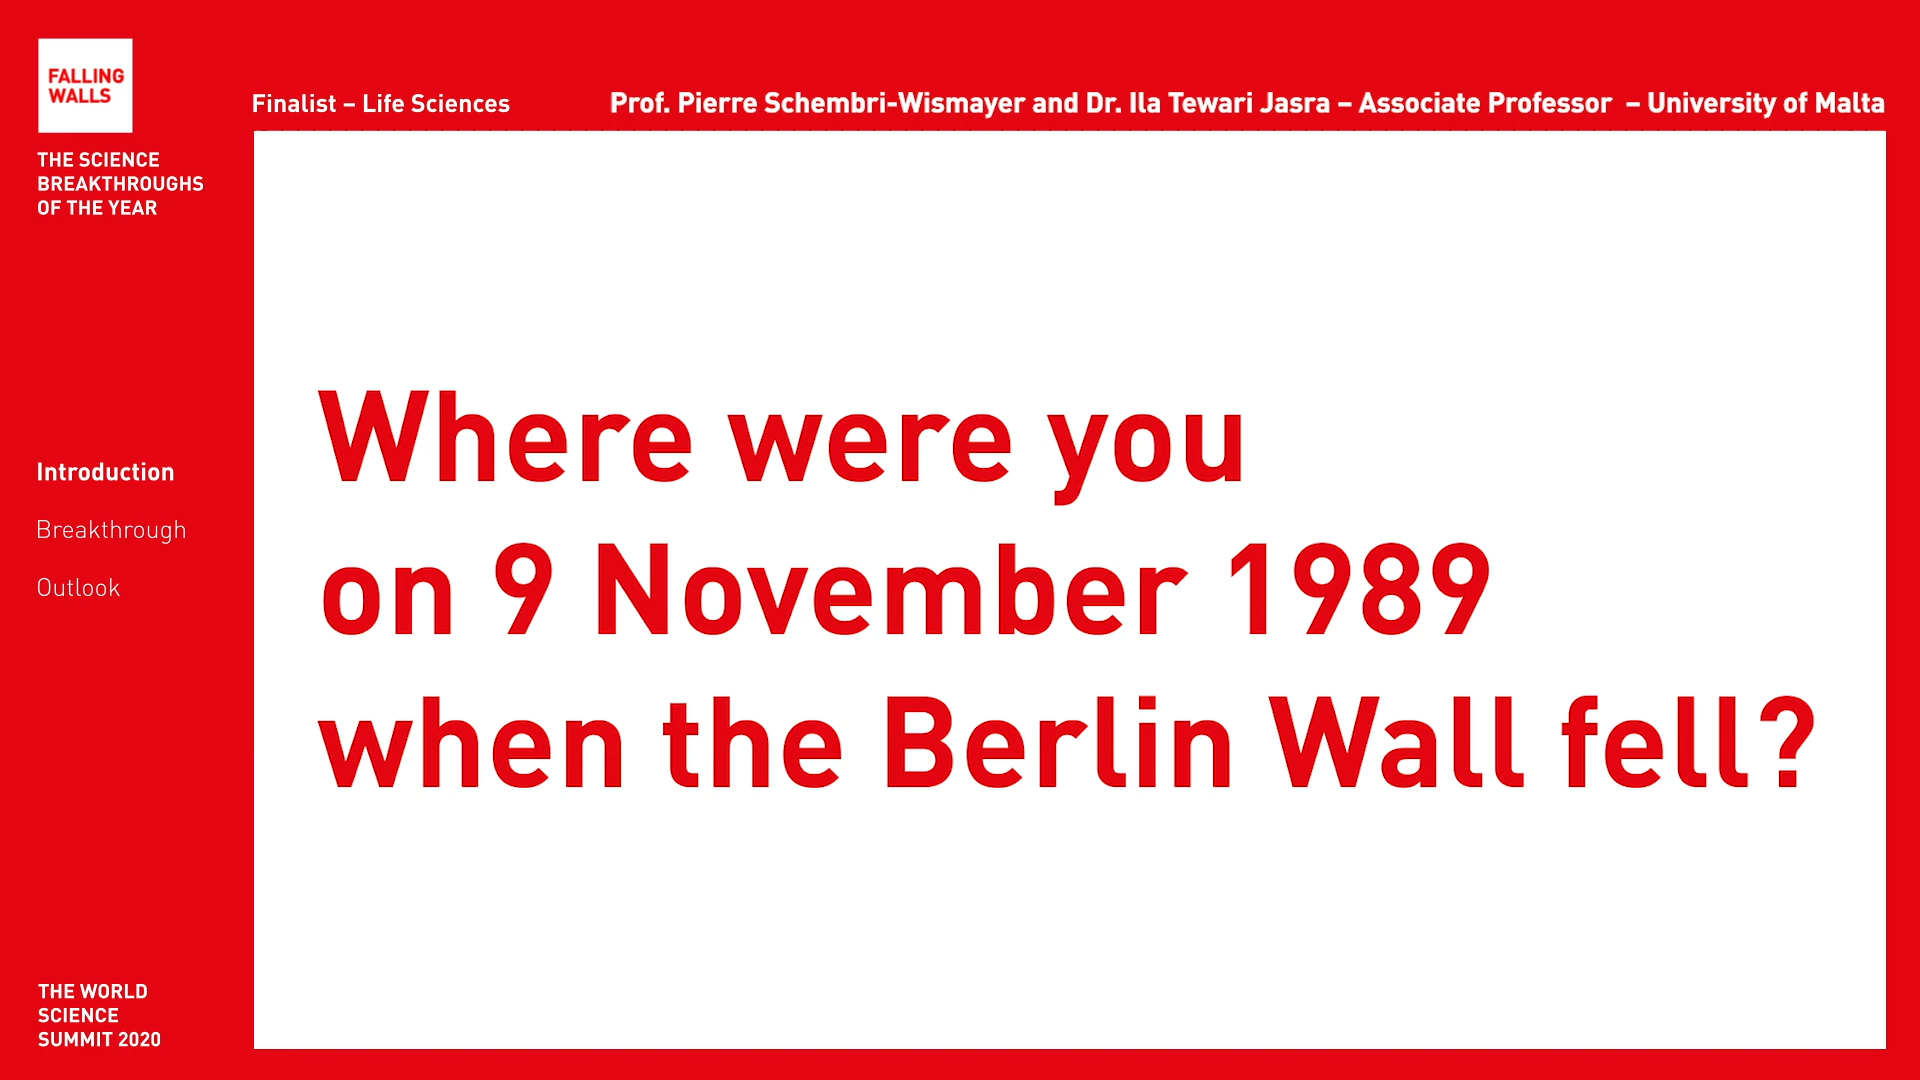 FALLING
WALLS
THE SCIENCE
BREAKTHROUGHS
OF THE YEAR
Finalist – Life Sciences
Prof. Pierre Schembri-Wismayer and Dr. Ila Tewari Jasra – Associate Professor – University of Malta
Introduction
Breakthrough
Outlook
Where were you
on 9 November 1989
when the Berlin Wall fell?
THE WORLD
SCIENCE
SUMMIT 2020